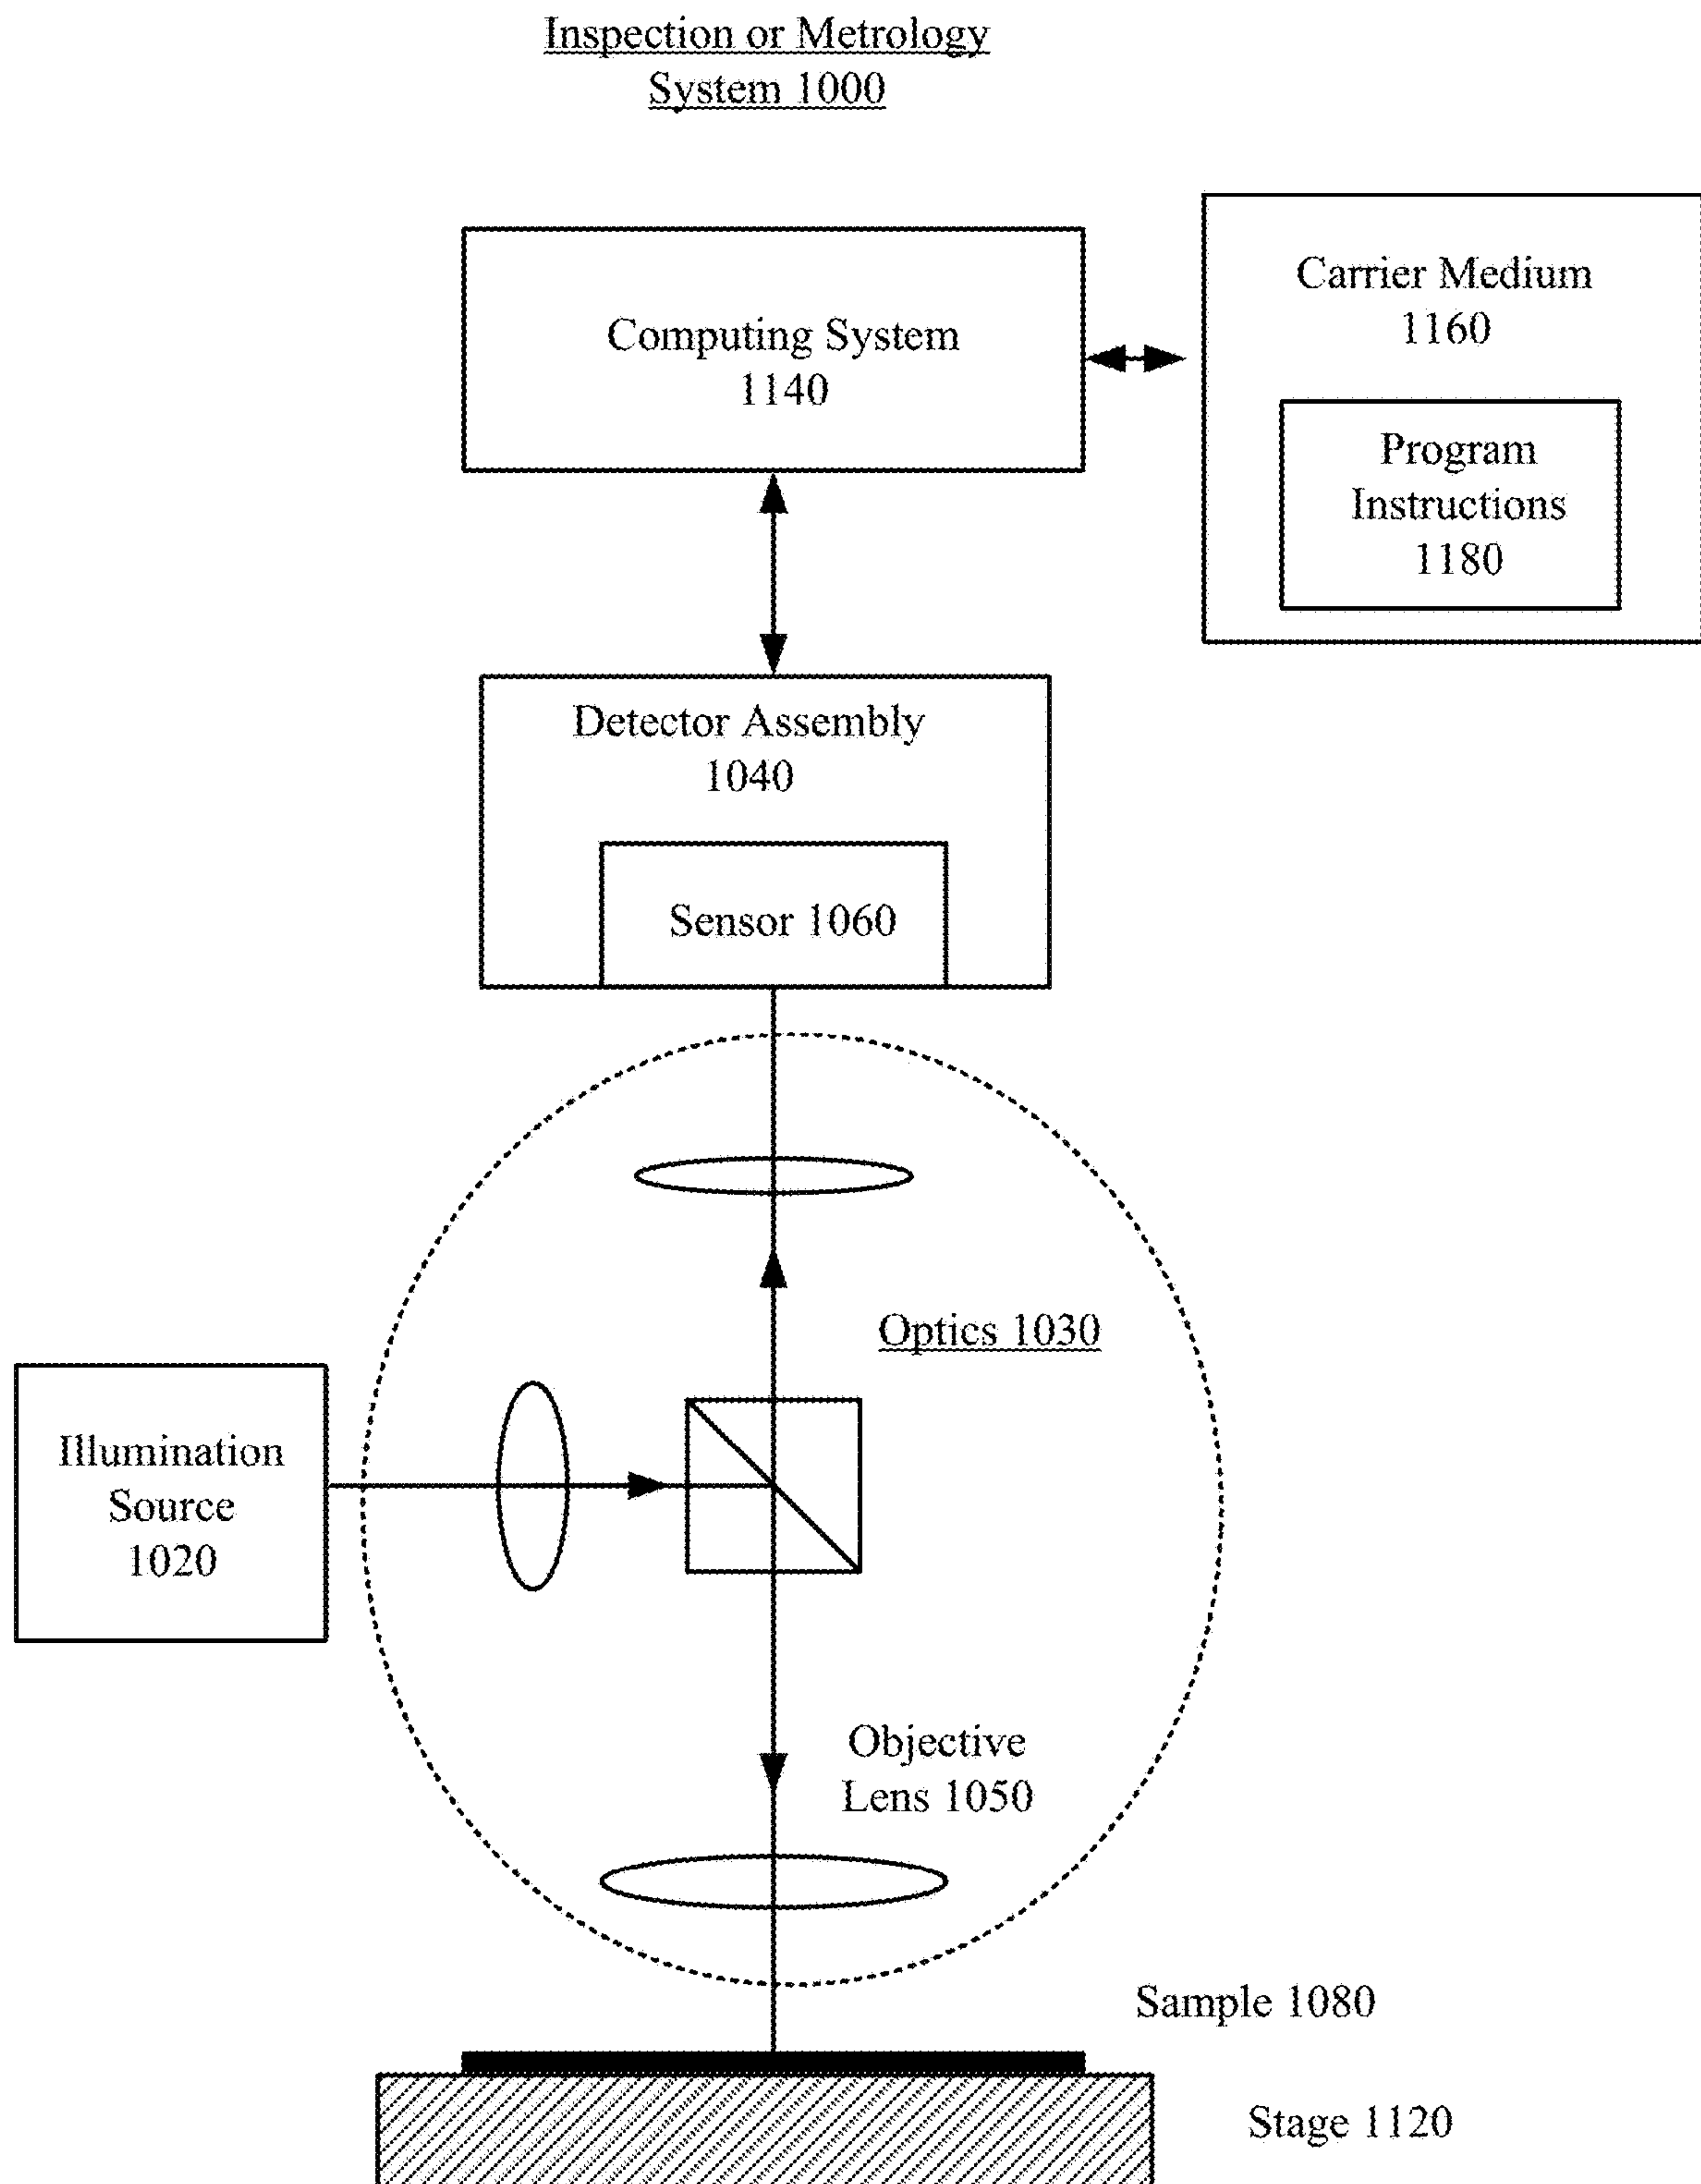 Inspection or Metrology
System 1000
Computing System
1140
Carrier Medium
1160
Program
Instructions
1180
Detector Assembly
1040
Sensor 1060
Optics 1030
Illumination
Source
1020
Objective
Lens 1050
Sample 1080
Stage 1120